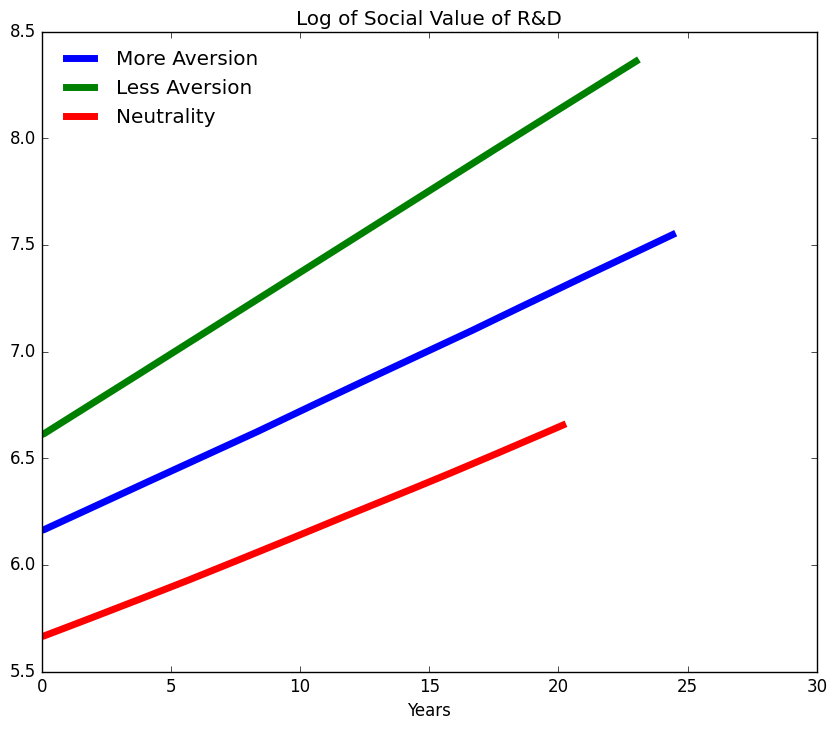 Log of Social Value of R&D
8.5
8.0
7.5
7.0
6.5
6.0
5.5
More Aversion
Less Aversion
Neutrality
0 5 10 15 20 25 30
Years